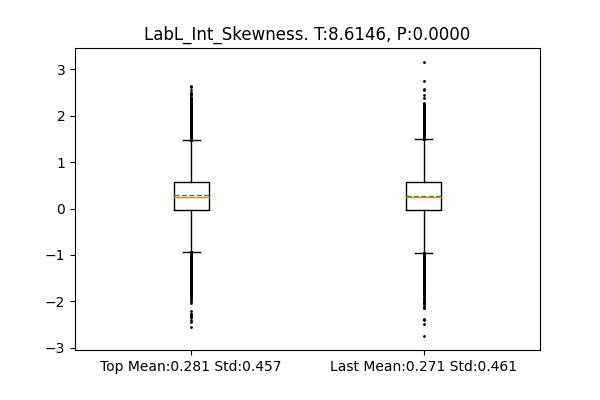 LabL_Int_Skewness. T:8.6146, P:0.0000
3
2
1
0
−1
−2
−3
Top Mean:0.281 Std:0.457
Last Mean:0.271 Std:0.461